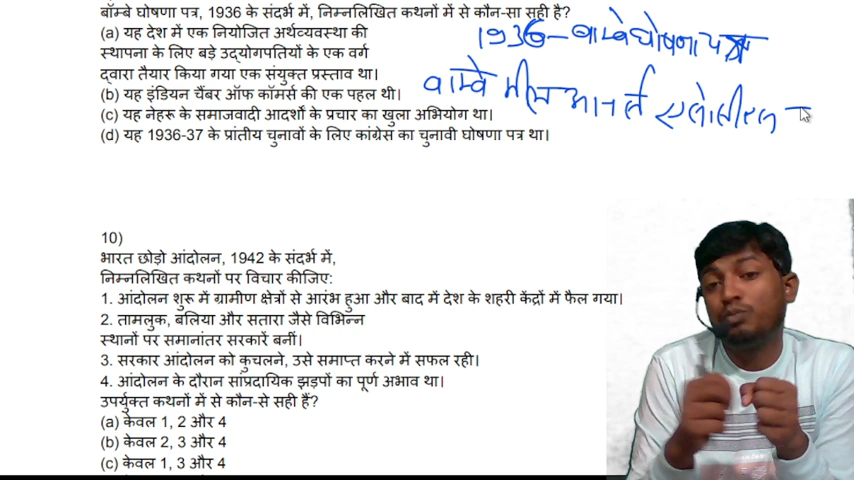 बॉम्बे घोषणा पत्र, 1936 के संदर्भ में, निम्नलिखित कथनों में से कौन-सा सही है?
(a) यह देश में एक नियोजित अर्थव्यवस्था की
स्थापना के लिए बड़े उद्योगपतियों के एक वर्ग
द्वारा तैयार किया गया एक संयुक्त प्रस्ताव था।
(b) यह इंडियन चैंबर ऑफ कॉमर्स की एक पहल थी।
(c) यह नेहरू के समाजवादी आदर्शों के प्रचार का खुला अभियोग था।
(d) यह 1936-37 के प्रांतीय चुनावों के लिए कांग्रेस का चुनावी घोषणा पत्र था।
1936 - बाम्बे घोषना पत्र
बाम्बे मील आनर्स
10)
भारत छोड़ो आंदोलन, 1942 के संदर्भ में,
निम्नलिखित कथनों पर विचार कीजिए:
1. आंदोलन शुरू में ग्रामीण क्षेत्रों से आरंभ हुआ और बाद में देश के शहरी केंद्रों में फैल गया।
2. तामलुक, बलिया और सतारा जैसे विभिन्न
स्थानों पर समानांतर सरकारें बनीं।
3. सरकार आंदोलन को कुचलने, उसे समाप्त करने में सफल रही।
4. आंदोलन के दौरान सांप्रदायिक झड़पों का पूर्ण अभाव था।
उपर्युक्त कथनों में से कौन-से सही हैं?
(a) केवल 1, 2 और 4
(b) केवल 2, 3 और 4
(c) केवल 1, 3 और 4